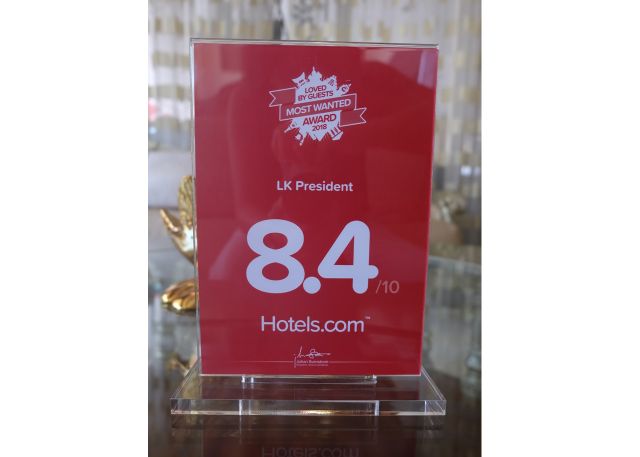 LOVED
BY GUESTS
MOST WANTED
AWARD
2018
LK President
8.4/10
Hotels.com™